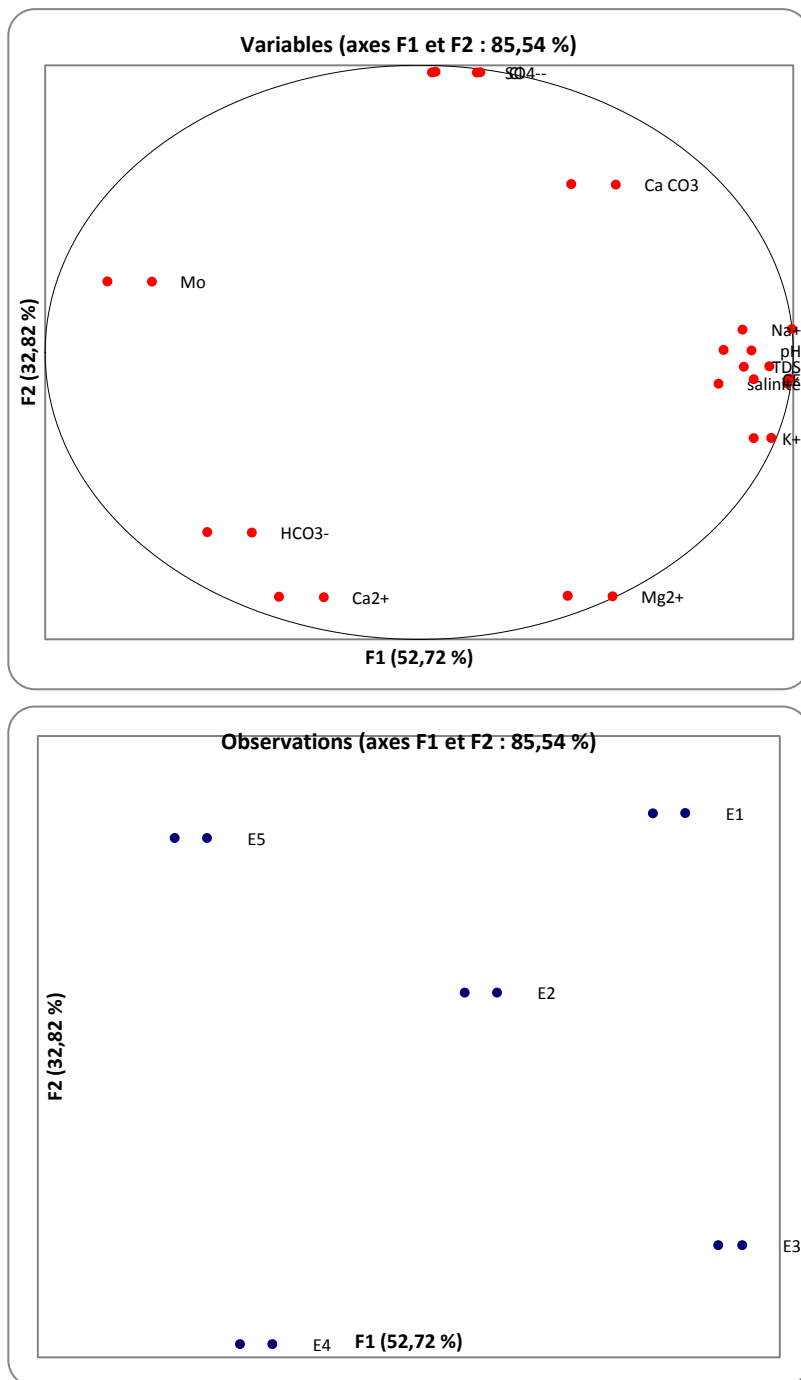 Variables (axes F1 et F2 : 85,54 %)
SO4--
Ca CO3
Mo
Na+
F2 (32,82 %)
pH
TDS
salinité
K+
HCO3-
Ca2+
Mg2+
F1 (52,72 %)
Observations (axes F1 et F2 : 85,54 %)
E1
E5
E2
F2 (32,82 %)
E3
E4
F1 (52,72 %)